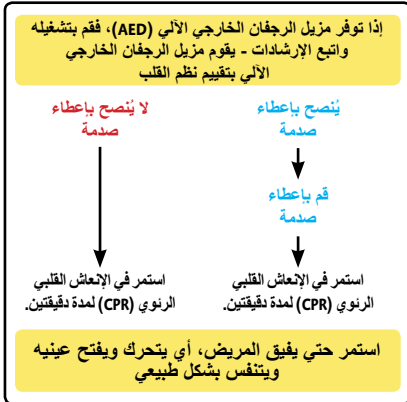 إذا توفر مزيل الرجفان الخارجي الآلي (AED)، فقم بتشغيله
واتبع الإرشادات - يقوم مزيل الرجفان الخارجي
الآلي بتقييم نظم القلب
يُنصح بإعطاء
صدمة
قم بإعطاء
صدمة
استمر في الإنعاش القلبي
الرئوي (CPR) لمدة دقيقتين.
لا يُنصح بإعطاء
صدمة
استمر في الإنعاش القلبي
الرئوي (CPR) لمدة دقيقتين.
استمر حتي يفيق المريض، أي يتحرك ويفتح عينيه
ويتنفس بشكل طبيعي